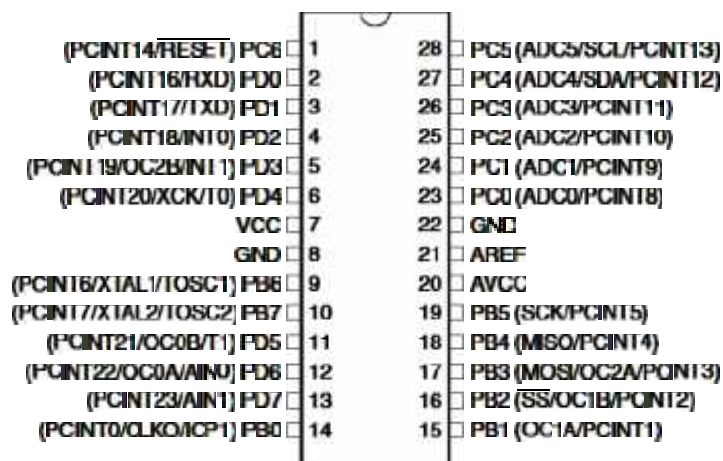 (PCINT14/RESET) PC6 1 28 PC5 (ADC5/SCL/PCINT13)
(PCINT16/RXD) PD0 2 27 PC4 (ADC4/SDA/PCINT12)
(PCINT17/TXD) PD1 3 26 PC3 (ADC3/PCINT11)
(PCINT18/INT0) PD2 4 25 PC2 (ADC2/PCINT10)
(PCINT19/OC2B/INT1) PD3 5 24 PC1 (ADC1/PCINT9)
(PCINT20/XCK/T0) PD4 6 23 PC0 (ADC0/PCINT8)
VCC 7 22 GND
GND 8 21 AREF
(PCINT6/XTAL1/TOSC1) PB6 9 20 AVCC
(PCINT7/XTAL2/TOSC2) PB7 10 19 PB5 (SCK/PCINT5)
(PCINT21/OC0B/T1) PD5 11 18 PB4 (MISO/PCINT4)
(PCINT22/OC0A/AIN0) PD6 12 17 PB3 (MOSI/OC2A/PCINT3)
(PCINT23/AIN1) PD7 13 16 PB2 (SS/OC1B/PCINT2)
(PCINT0/CLKO/ICP1) PB0 14 15 PB1 (OC1A/PCINT1)